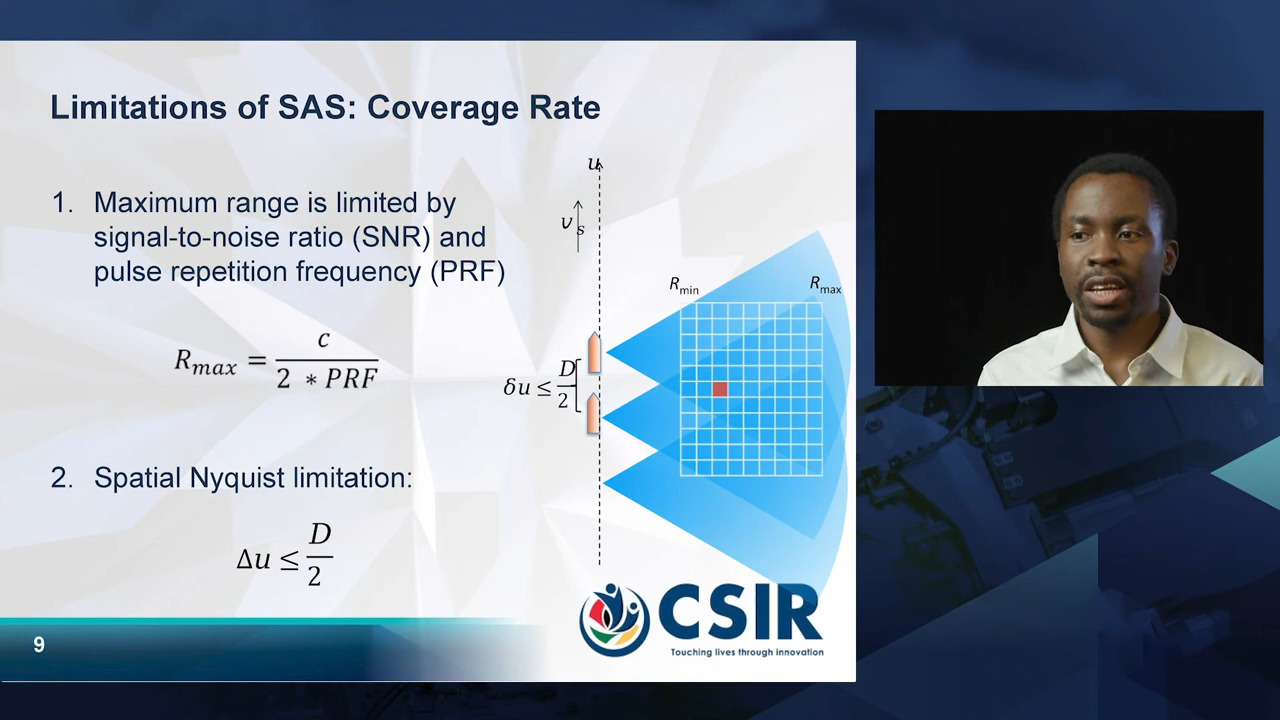 Limitations of SAS: Coverage Rate
1. Maximum range is limited by
signal-to-noise ratio (SNR) and
pulse repetition frequency (PRF)
R_max = c / (2 * PRF)
2. Spatial Nyquist limitation:
Δu ≤ D/2
u
v_s
R_min
R_max
δu ≤ D/2
CSIR
Touching lives through innovation
9